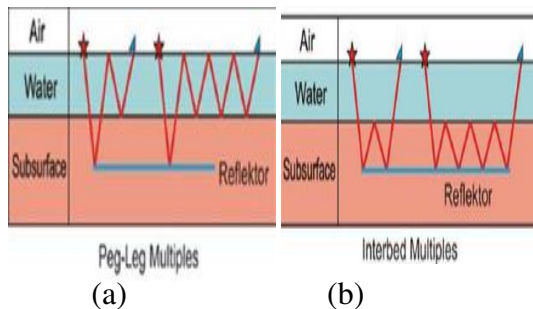 Air
Water
Subsurface
Reflektor
Peg-Leg Multiples
(a)
Air
Water
Subsurface
Reflektor
Interbed Multiples
(b)